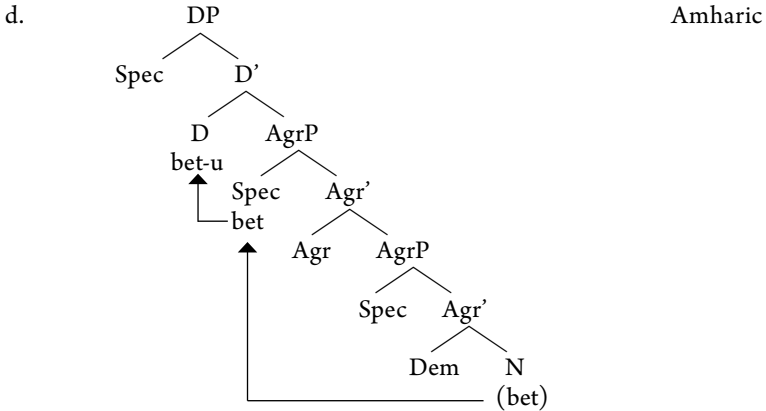 d. DP Amharic
Spec D’
D AgrP
bet-u
Spec Agr’
bet
Agr AgrP
Spec Agr’
Dem N
(bet)